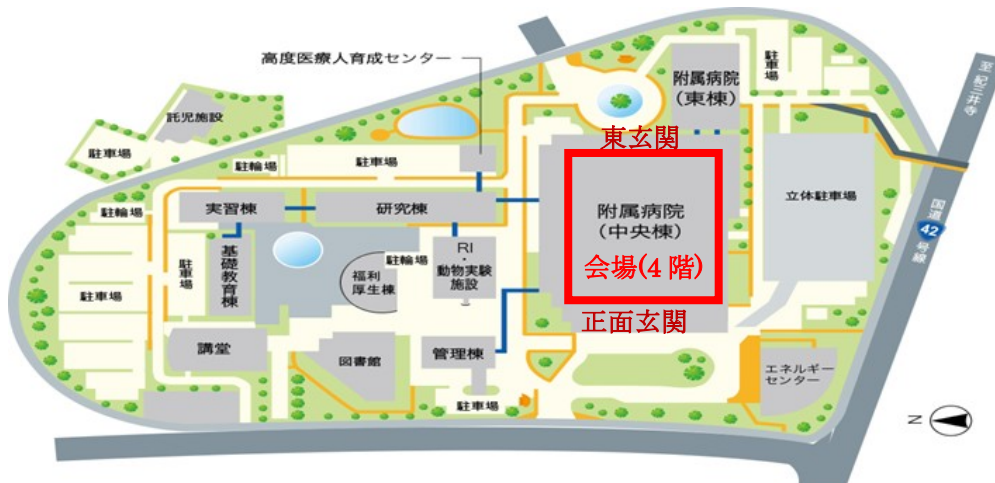 高度医療人育成センター
附属病院
(東棟)
駐車場
至 紀三井寺
託児施設
駐車場
駐輪場
駐車場
東玄関
立体駐車場
国道42号線
駐輪場
実習棟
研究棟
附属病院
(中央棟)
会場(4階)
正面玄関
基礎教育棟
駐車場
駐車場
福利
厚生棟
駐輪場
RI
・
動物実験
施設
講堂
図書館
管理棟
駐車場
エネルギー
センター
N